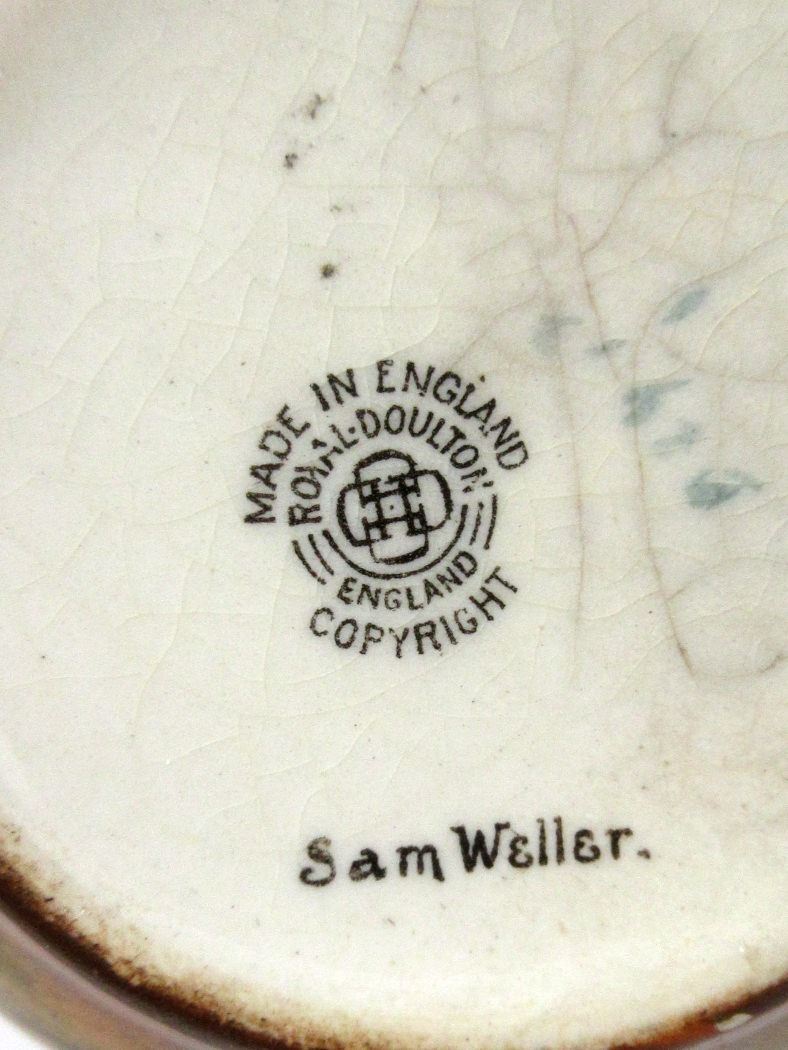 MADE IN ENGLAND
ROYAL·DOULTON
ENGLAND
COPYRIGHT
Sam Weller.